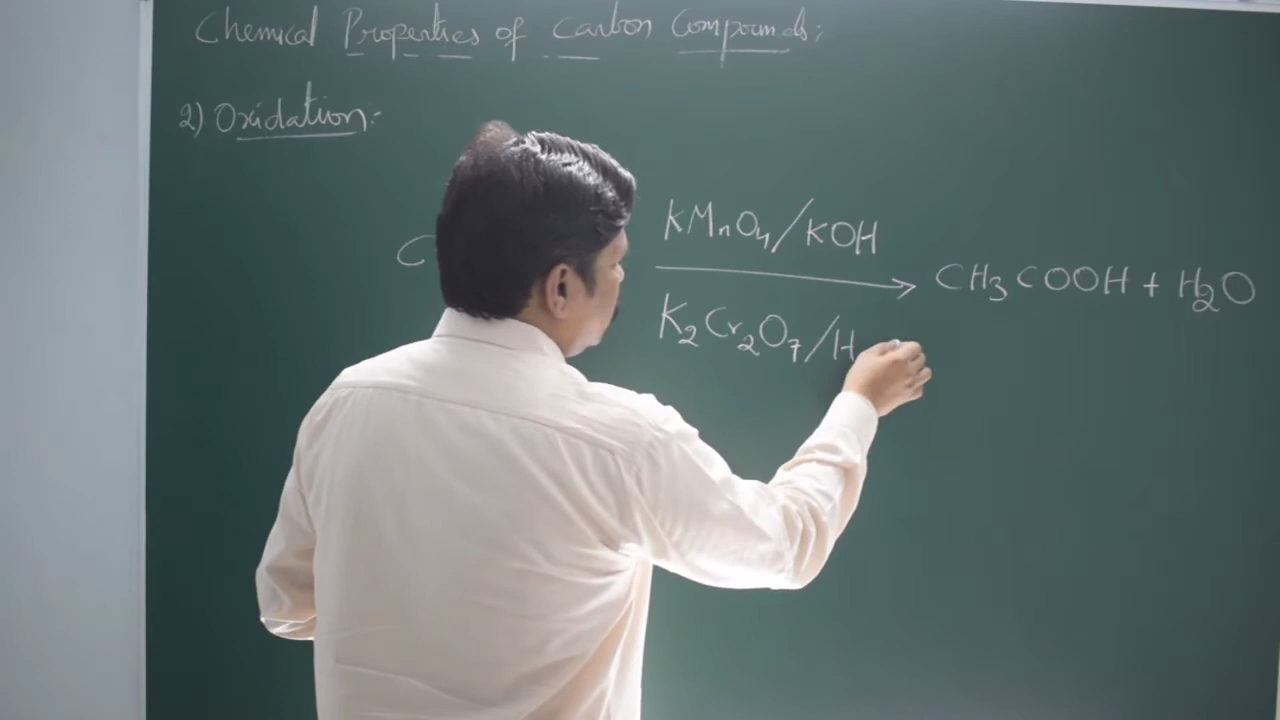 Chemical Properties of Carbon Compounds:
2) Oxidation:-
C
KMnO₄/KOH
CH₃COOH + H₂O
K₂Cr₂O₇/H